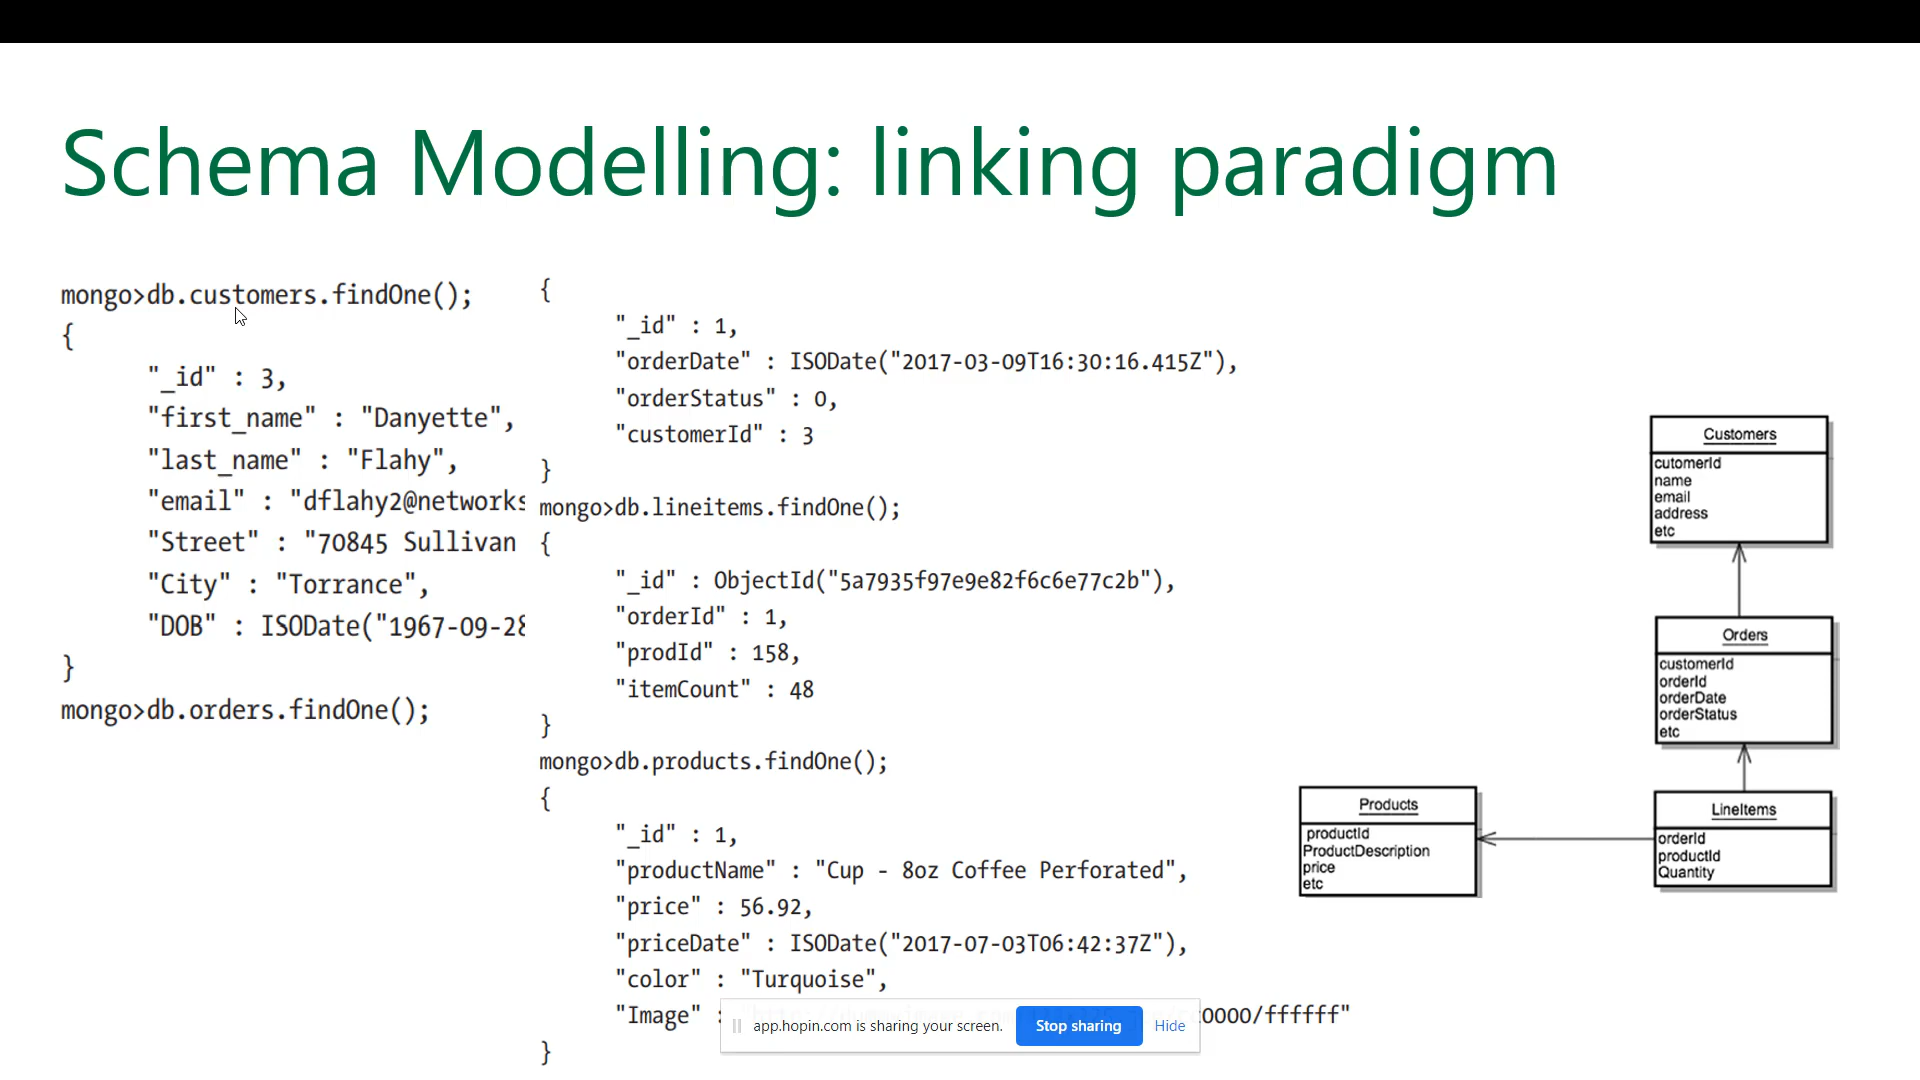 Schema Modelling: linking paradigm
mongo>db.customers.findOne();
{
"_id" : 3,
"first_name" : "Danyette",
"last_name" : "Flahy",
"email" : "dflahy2@networks
"Street" : "70845 Sullivan
"City" : "Torrance",
"DOB" : ISODate("1967-09-28
}
mongo>db.orders.findOne();
{
"_id" : 1,
"orderDate" : ISODate("2017-03-09T16:30:16.415Z"),
"orderStatus" : 0,
"customerId" : 3
}
mongo>db.lineitems.findOne();
{
"_id" : ObjectId("5a7935f97e9e82f6c6e77c2b"),
"orderId" : 1,
"prodId" : 158,
"itemCount" : 48
}
mongo>db.products.findOne();
{
"_id" : 1,
"productName" : "Cup - 8oz Coffee Perforated",
"price" : 56.92,
"priceDate" : ISODate("2017-07-03T06:42:37Z"),
"color" : "Turquoise",
"Image" : 0000/ffffff"
}
Customers
cutomerId
name
email
address
etc
Orders
customerId
orderId
orderDate
orderStatus
etc
Products
productId
ProductDescription
price
etc
LineItems
orderId
productId
Quantity
app.hopin.com is sharing your screen.
Stop sharing
Hide